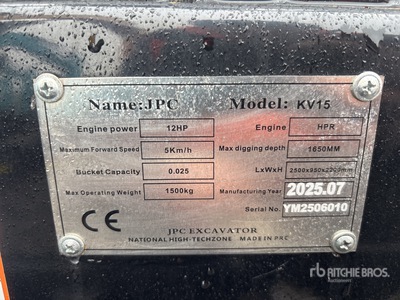 Name:JPC Model: KV15
Engine power 12HP Engine HPR
Maximum Forward Speed 5Km/h Max digging depth 1650MM
Bucket Capacity 0.025 LxWxH 2580x950x2320mm
Max Operating Weight 1500kg Manufacturing Year 2025.07
Serial No. YM2506010
CE
JPC EXCAVATOR
NATIONAL HIGH-TECHZONE MADE IN PRC
rb RITCHIE BROS.